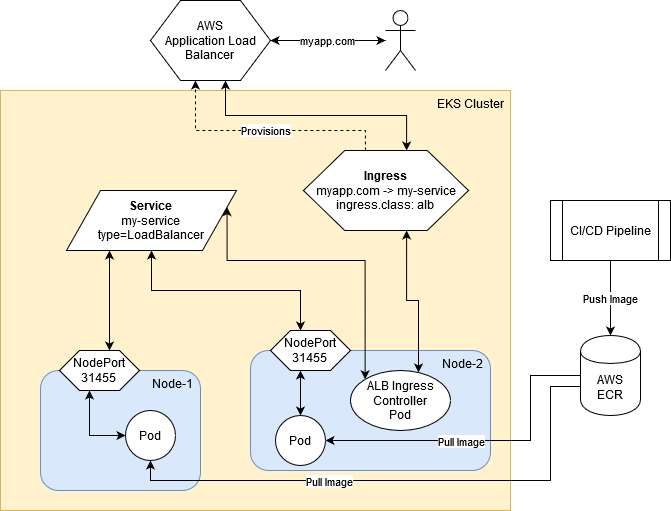 AWS
Application Load
Balancer
myapp.com
EKS Cluster
Provisions
Ingress
myapp.com -> my-service
ingress.class: alb
Service
my-service
type=LoadBalancer
CI/CD Pipeline
Push Image
NodePort
31455
NodePort
31455
Node-1
Node-2
ALB Ingress
Controller
Pod
AWS
ECR
Pod
Pod
Pull Image
Pull Image